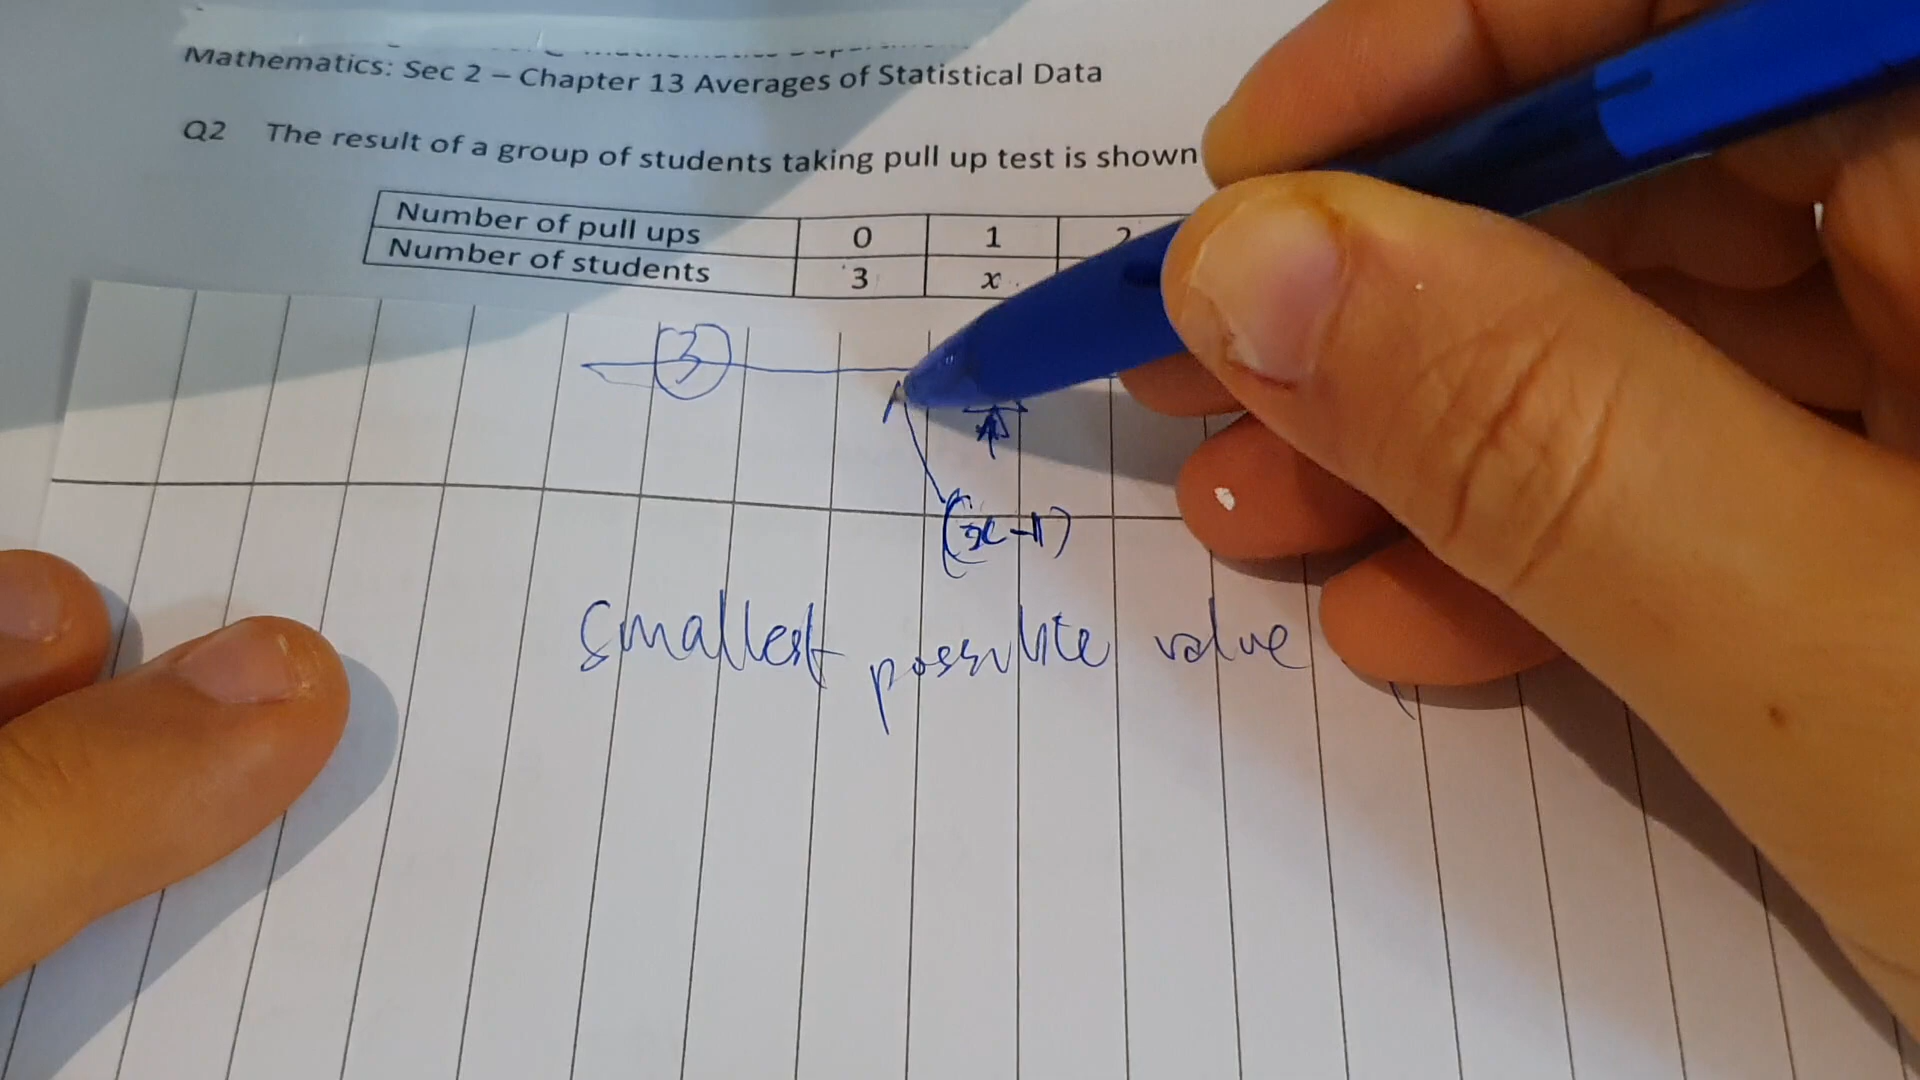 Mathematics: Sec 2 – Chapter 13 Averages of Statistical Data
Q2 The result of a group of students taking pull up test is shown
Number of pull ups 0 1 2
Number of students 3 x
3
(x-1)
Smallest possible value